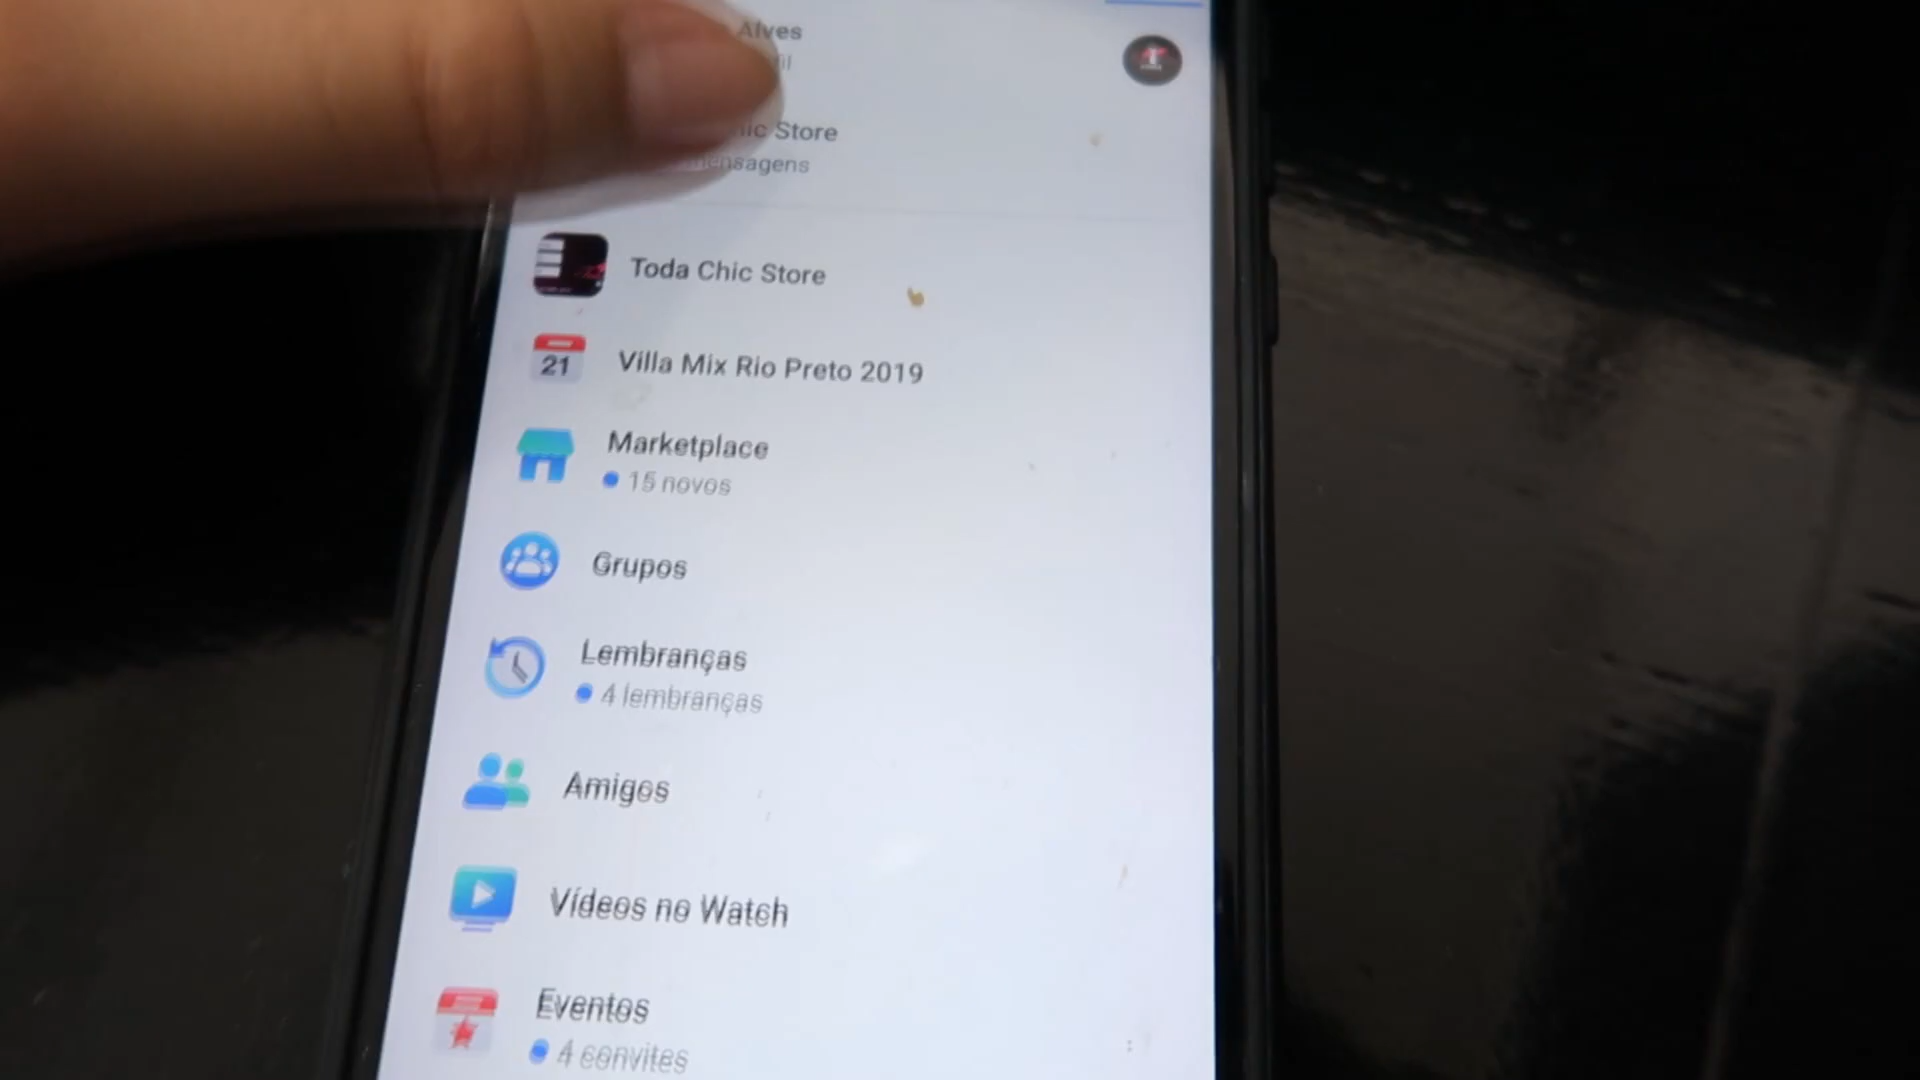 Alves
Store
mensagens
Toda Chic Store
21
Villa Mix Rio Preto 2019
Marketplace
15 novos
Grupos
Lembranças
4 lembranças
Amigos
Vídeos no Watch
Eventos
4 convites